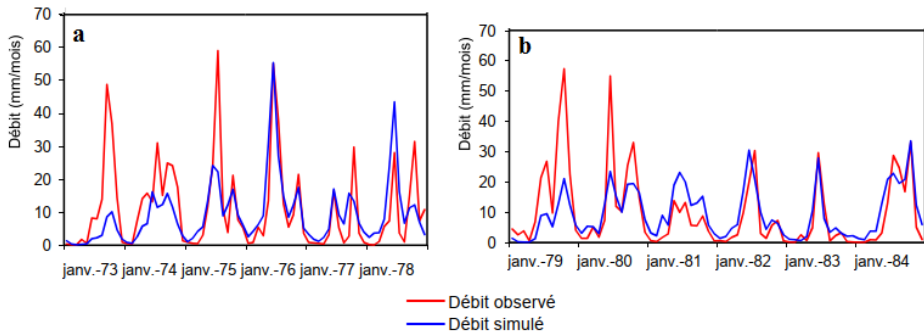 a
Débit (mm/mois)
70
60
50
40
30
20
10
0
janv.-73 janv.-74 janv.-75 janv.-76 janv.-77 janv.-78
b
Débit (mm/mois)
70
60
50
40
30
20
10
0
janv.-79 janv.-80 janv.-81 janv.-82 janv.-83 janv.-84
Débit observé
Débit simulé